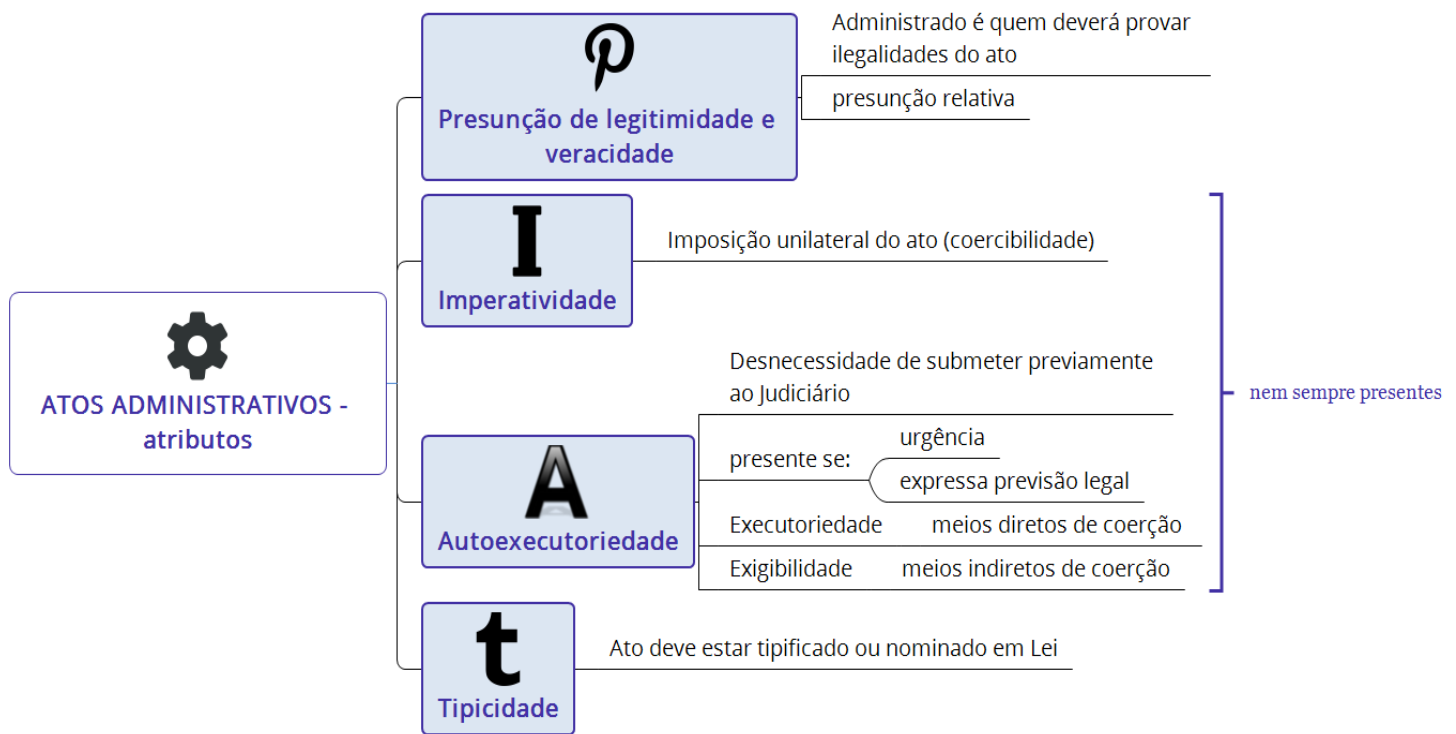 ATOS ADMINISTRATIVOS -
atributos
Presunção de legitimidade e
veracidade
Administrado é quem deverá provar
ilegalidades do ato
presunção relativa
I
Imperatividade
Imposição unilateral do ato (coercibilidade)
A
Autoexecutoriedade
Desnecessidade de submeter previamente
ao Judiciário
presente se:
urgência
expressa previsão legal
Executoriedade meios diretos de coerção
Exigibilidade meios indiretos de coerção
nem sempre presentes
t
Tipicidade
Ato deve estar tipificado ou nominado em Lei